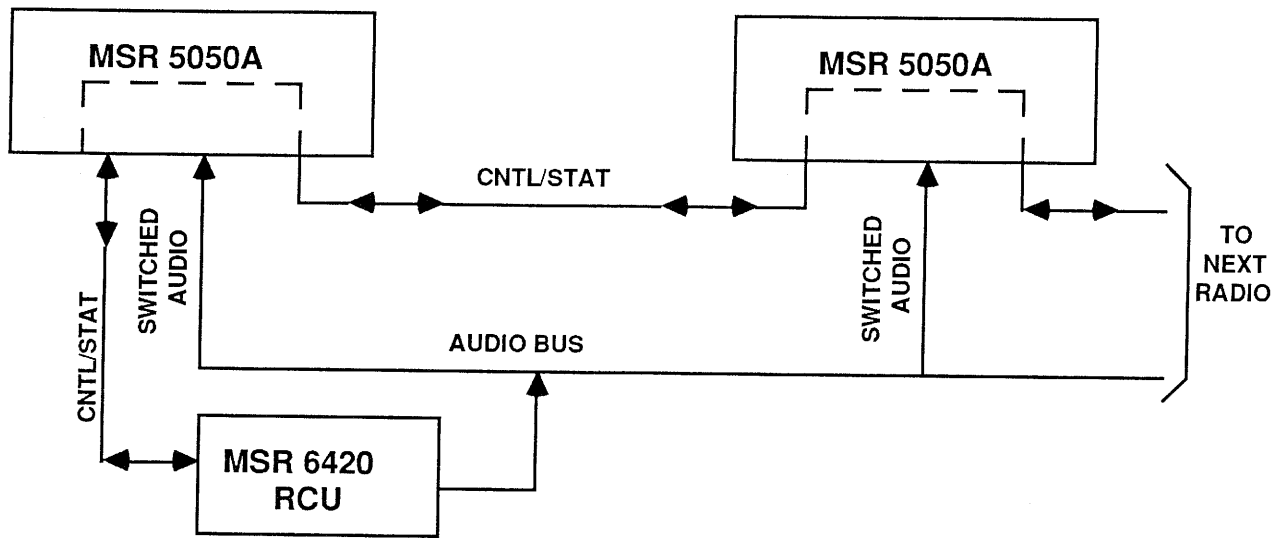 MSR 5050A
MSR 5050A
CNTL/STAT
SWITCHED
AUDIO
SWITCHED
AUDIO
TO
NEXT
RADIO
CNTL/STAT
AUDIO BUS
MSR 6420
RCU